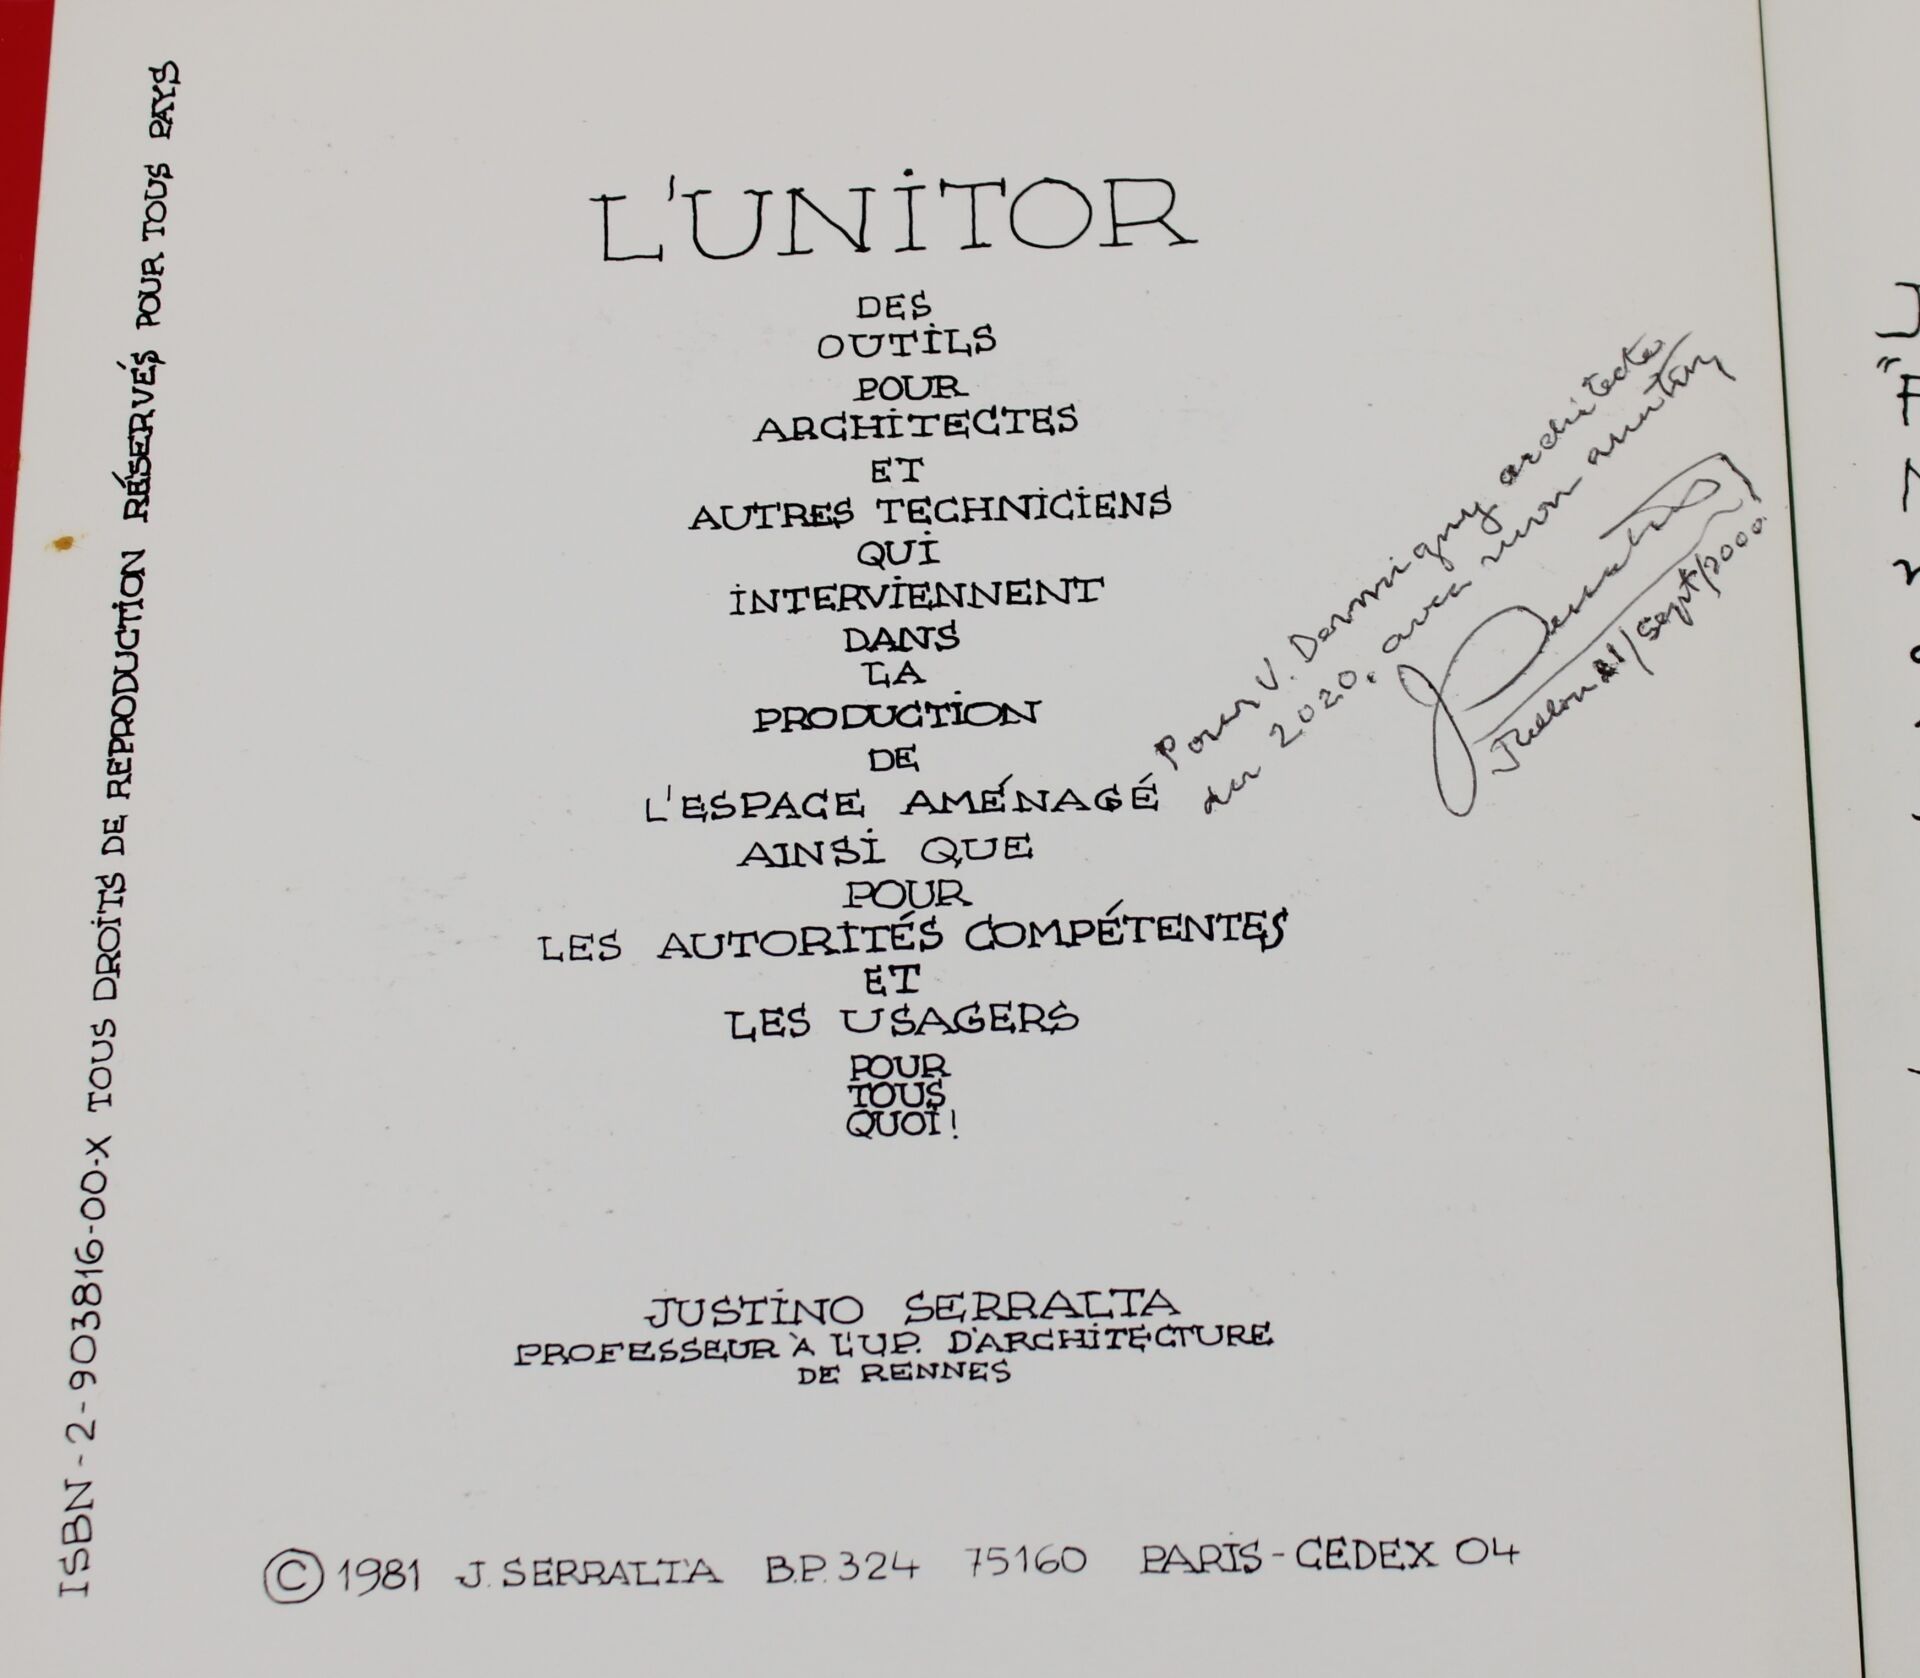 L'UNITOR
DES
OUTILS
POUR
ARCHITECTES
ET
AUTRES TECHNICIENS
QUI
INTERVIENNENT
DANS
LA
PRODUCTION
DE
L'ESPACE AMÉNAGÉ
AINSI QUE
POUR
LES AUTORITÉS COMPÉTENTES
ET
LES USAGERS
POUR
TOUS
QUOI!
Pour V. Dermigny architecte
du 2020. avec mon
Sept/2000
JUSTINO SERRALTA
PROFESSEUR À L'UP. D'ARCHITECTURE
DE RENNES
© 1981 J. SERRALTA B.P. 324 75160 PARIS-CEDEX 04
ISBN-2-903816-00-X TOUS DROITS DE REPRODUCTION RÉSERVÉS POUR TOUS PAYS